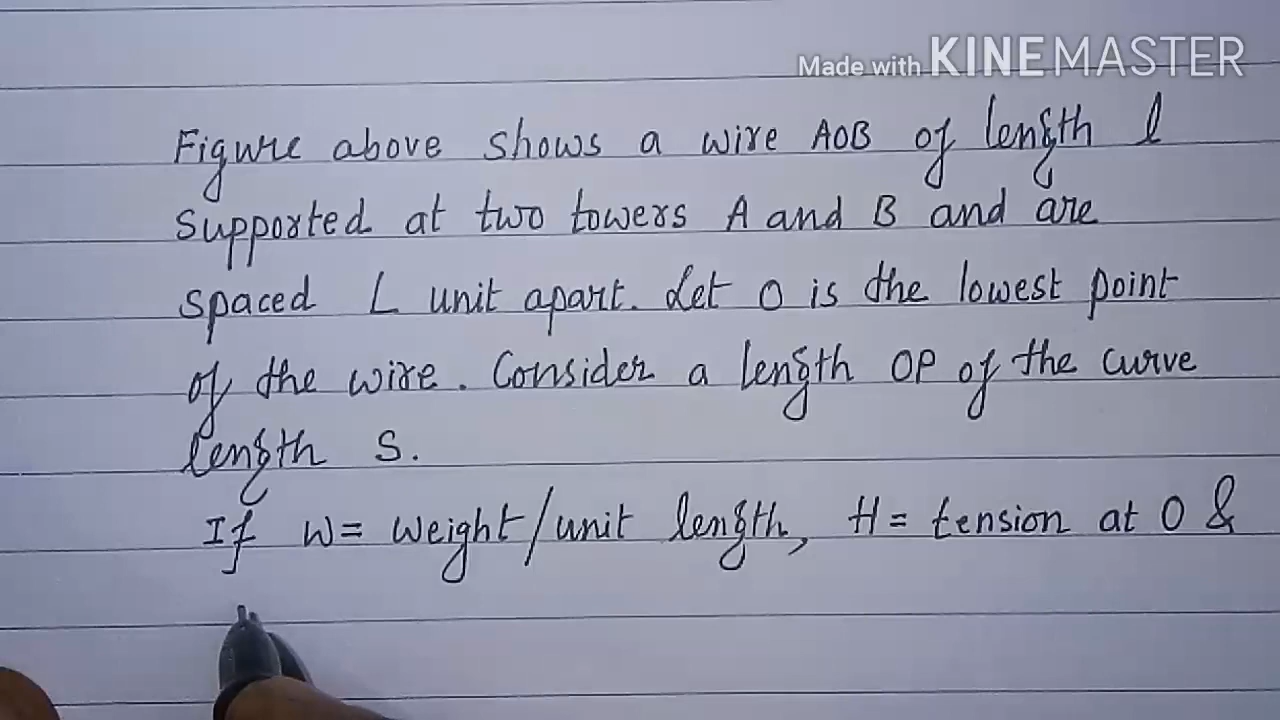 Made with KINEMASTER
Figure above shows a wire AOB of length l
supported at two towers A and B and are
spaced L unit apart. Let O is the lowest point
of the wire. Consider a length OP of the curve
length S.
If W = Weight/unit length, H = tension at O &